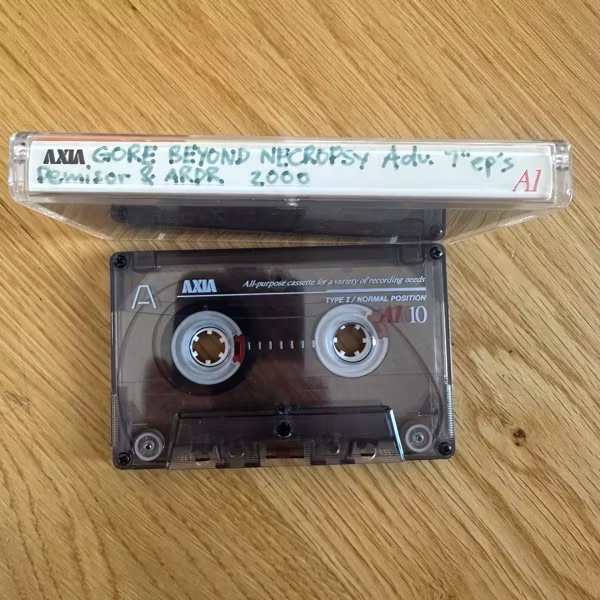 AXIA GORE BEYOND NECROPSY Adv. 7" ep's
Demisor & ARDR 2000
A1
A
AXIA
All-purpose cassette for a variety of recording needs
TYPE I / NORMAL POSITION
A1 10